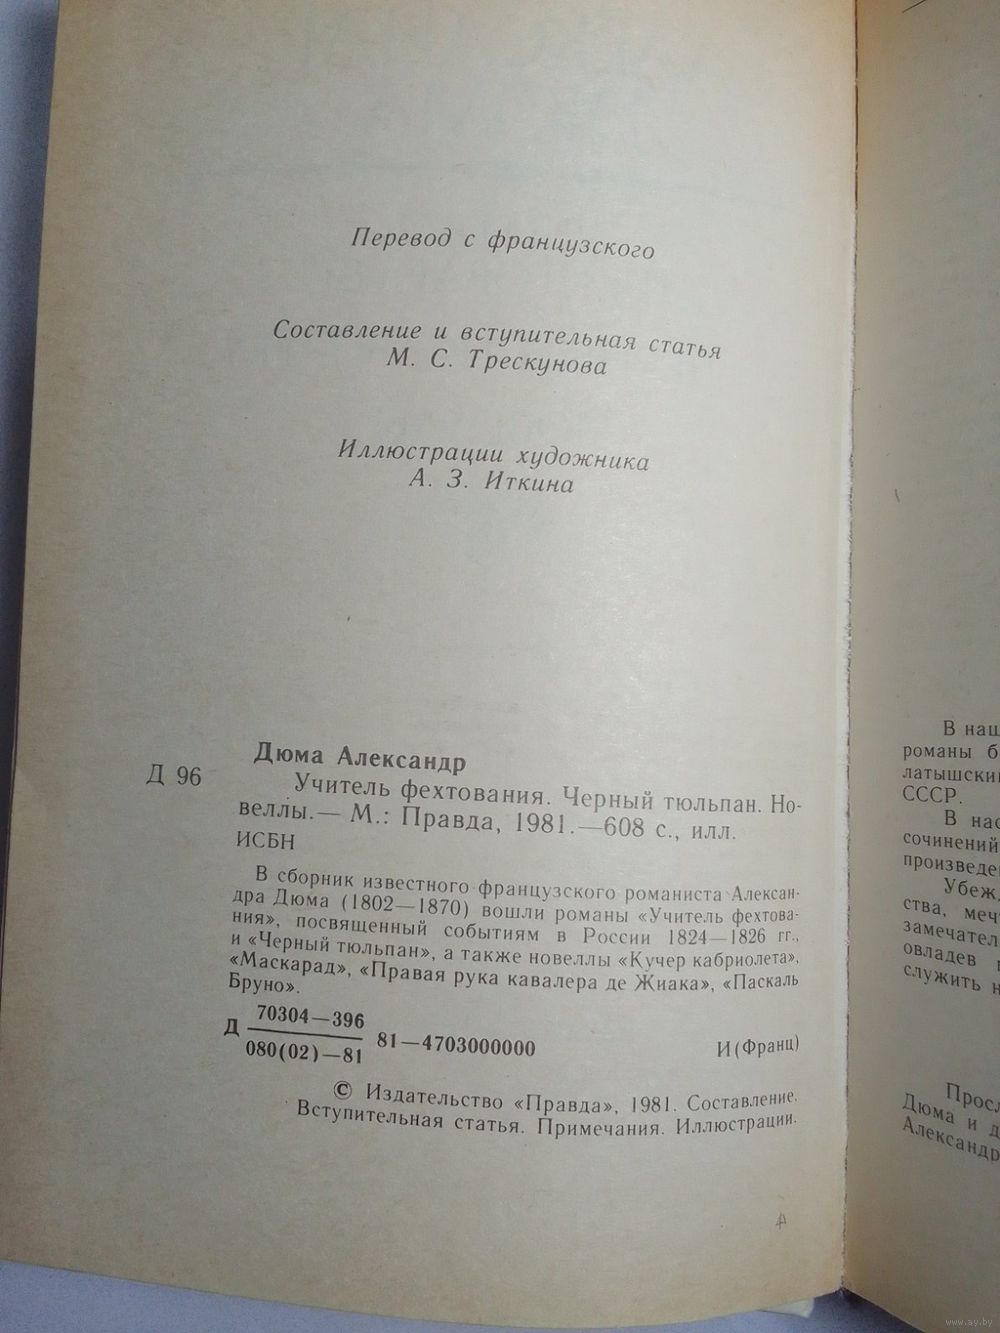 Перевод с французского
Составление и вступительная статья
М. С. Трескунова
Иллюстрации художника
А. З. Иткина
Дюма Александр
Д 96
Учитель фехтования. Черный тюльпан. Но-
веллы.— М.: Правда, 1981.—608 с., илл.
ИСБН
В сборник известного французского романиста Алексан-
дра Дюма (1802—1870) вошли романы «Учитель фехтова-
ния», посвященный событиям в России 1824—1826 гг.,
и «Черный тюльпан», а также новеллы «Кучер кабриолета»,
«Маскарад», «Правая рука кавалера де Жиака», «Паскаль
Бруно».
Д 70304—396
080(02)—81 81—4703000000 И(Франц)
© Издательство «Правда», 1981. Составление.
Вступительная статья. Примечания. Иллюстрации.
В наш
романы б
латышски
СССР.
В нас
сочинений
произведе
Убеж
ства, меч
замечател
овладев
служить н
Просл
Дюма и д
Александр
www.ay.by